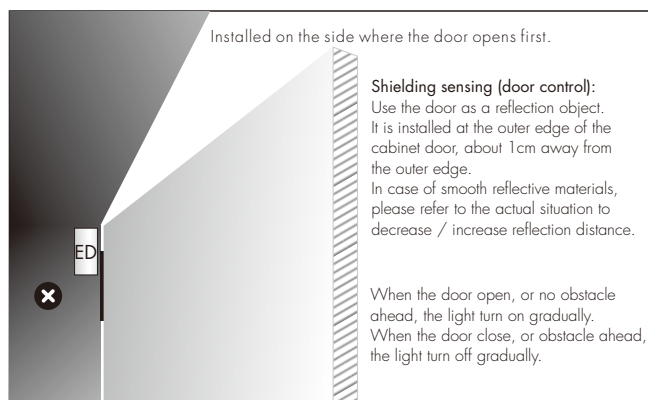 Installed on the side where the door opens first.
Shielding sensing (door control):
Use the door as a reflection object.
It is installed at the outer edge of the
cabinet door, about 1cm away from
the outer edge.
In case of smooth reflective materials,
please refer to the actual situation to
decrease / increase reflection distance.
ED
When the door open, or no obstacle
ahead, the light turn on gradually.
When the door close, or obstacle ahead,
the light turn off gradually.